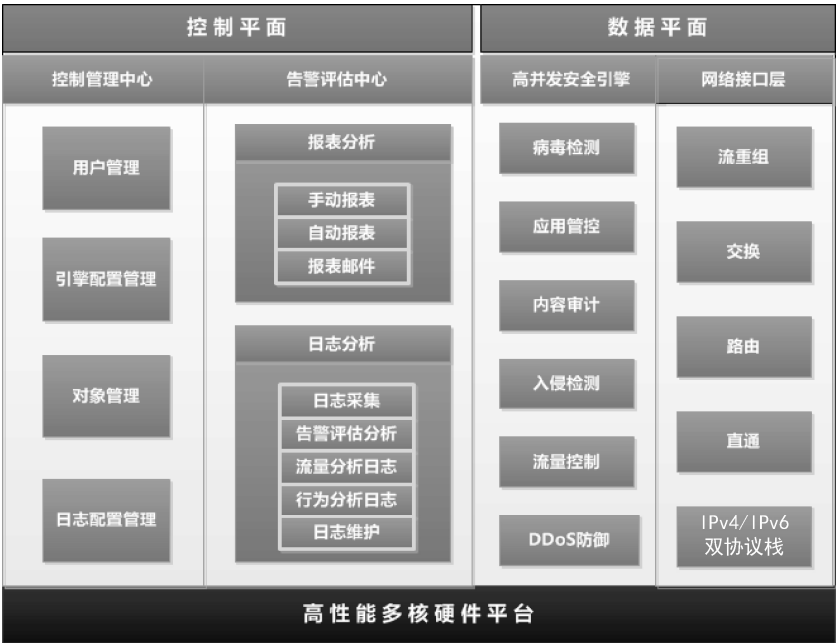 控制平面
数据平面
控制管理中心
告警评估中心
高并发安全引擎
网络接口层
用户管理
引擎配置管理
对象管理
日志配置管理
报表分析
手动报表
自动报表
报表邮件
日志分析
日志采集
告警评估分析
流量分析日志
行为分析日志
日志维护
病毒检测
应用管控
内容审计
入侵检测
流量控制
DDoS防御
流重组
交换
路由
直通
IPv4/IPv6
双协议栈
高性能多核硬件平台